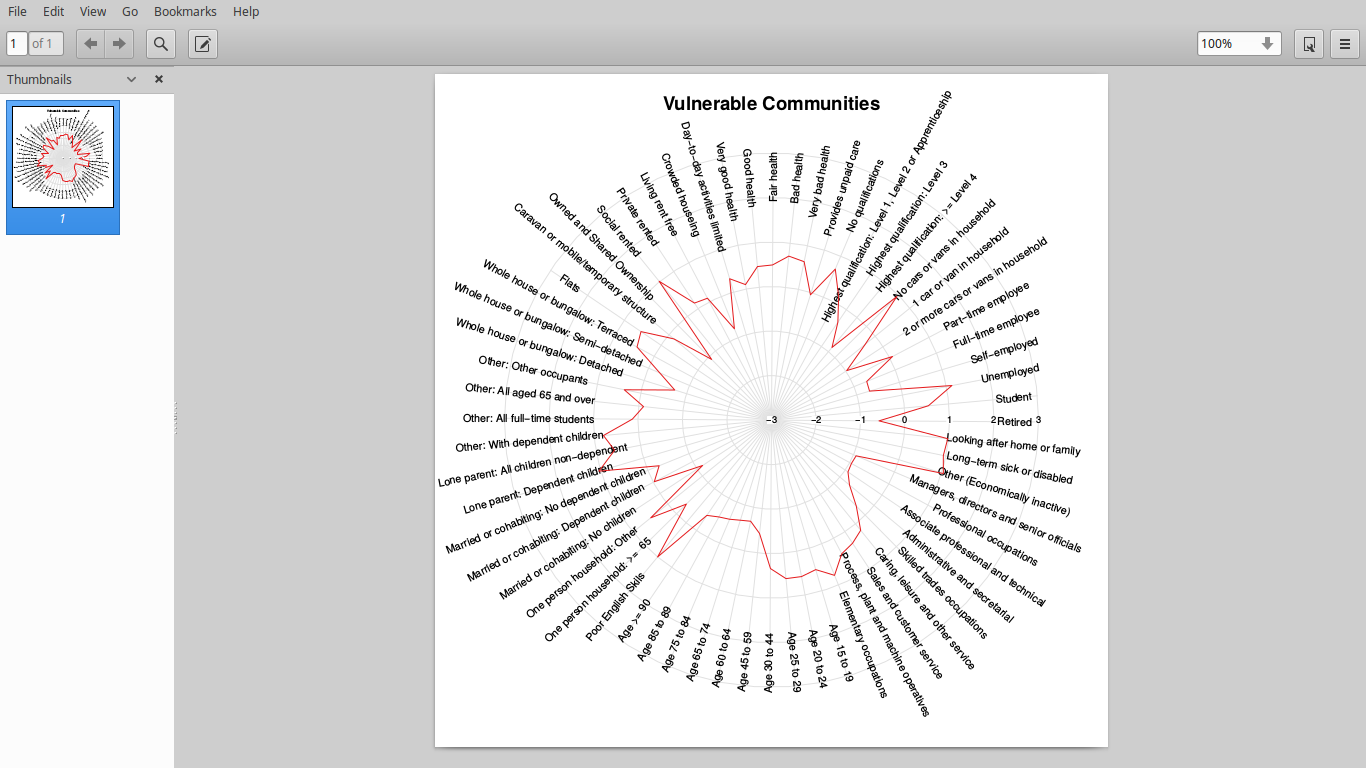 File Edit View Go Bookmarks Help
1 of 1 100%
Thumbnails
1
Vulnerable Communities
Fair health
Bad health
Very bad health
Provides unpaid care
No qualifications
Highest qualification: Level 1, Level 2 or Apprenticeship
Highest qualification: Level 3
Highest qualification: >= Level 4
No cars or vans in household
1 car or van in household
2 or more cars or vans in household
Part−time employee
Full−time employee
Self−employed
Unemployed
Student
−3 −2 −1 0 1 2 3
Retired
Looking after home or family
Long−term sick or disabled
Other (Economically inactive)
Managers, directors and senior officials
Professional occupations
Associate professional and technical
Administrative and secretarial
Skilled trades occupations
Caring, leisure and other service
Sales and customer service
Process, plant and machine operatives
Elementary occupations
Age 15 to 19
Age 20 to 24
Age 25 to 29
Age 30 to 44
Age 45 to 59
Age 60 to 64
Age 65 to 74
Age 75 to 84
Age 85 to 89
Age >= 90
Poor English Skils
One person household: >= 65
One person household: Other
Married or cohabiting: No children
Married or cohabiting: Dependent children
Married or cohabiting: No dependent children
Lone parent: Dependent children
Lone parent: All children non−dependent
Other: With dependent children
Other: All full−time students
Other: All aged 65 and over
Other: Other occupants
Whole house or bungalow: Detached
Whole house or bungalow: Semi−detached
Whole house or bungalow: Terraced
Flats
Caravan or mobile/temporary structure
Owned and Shared Ownership
Social rented
Private rented
Living rent free
Crowded houseing
Day−to−day activities limited
Very good health
Good health